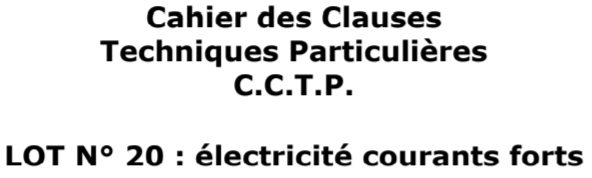 Cahier des Clauses
Techniques Particulières
C.C.T.P.
LOT N° 20 : électricité courants forts